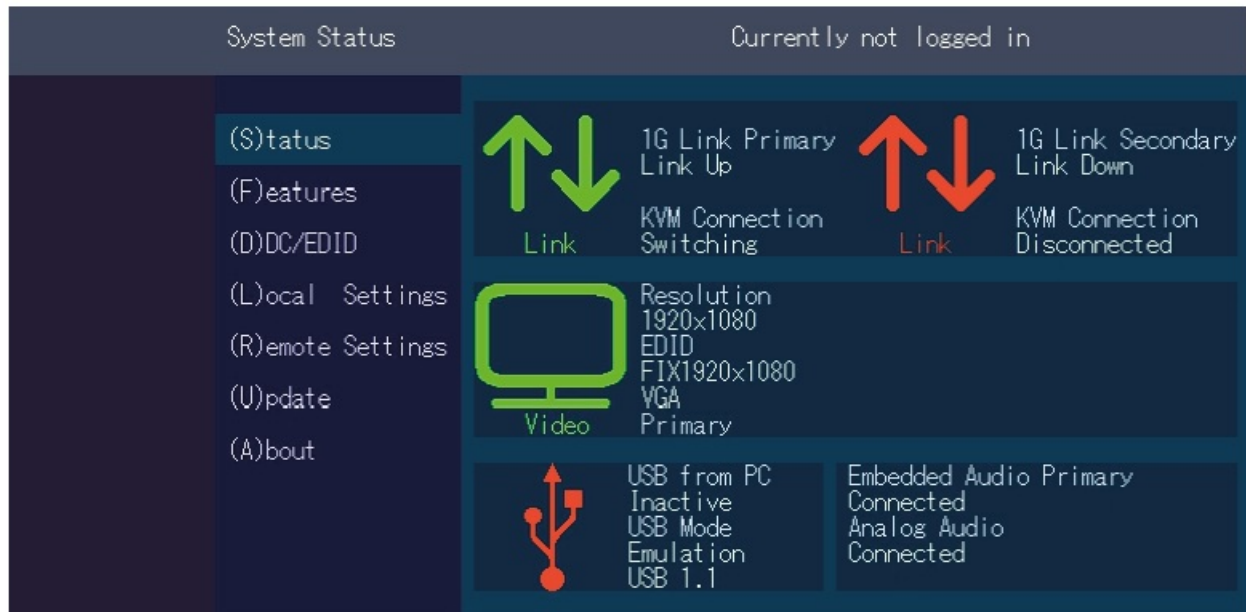 System Status
Currently not logged in
(S)tatus
(F)eatures
(D)DC/EDID
(L)ocal Settings
(R)emote Settings
(U)pdate
(A)bout
Link
1G Link Primary
Link Up
KVM Connection
Switching
Link
1G Link Secondary
Link Down
KVM Connection
Disconnected
Video
Resolution
1920x1080
EDID
FIX1920x1080
VGA
Primary
USB from PC
Inactive
USB Mode
Emulation
USB 1.1
Embedded Audio Primary
Connected
Analog Audio
Connected